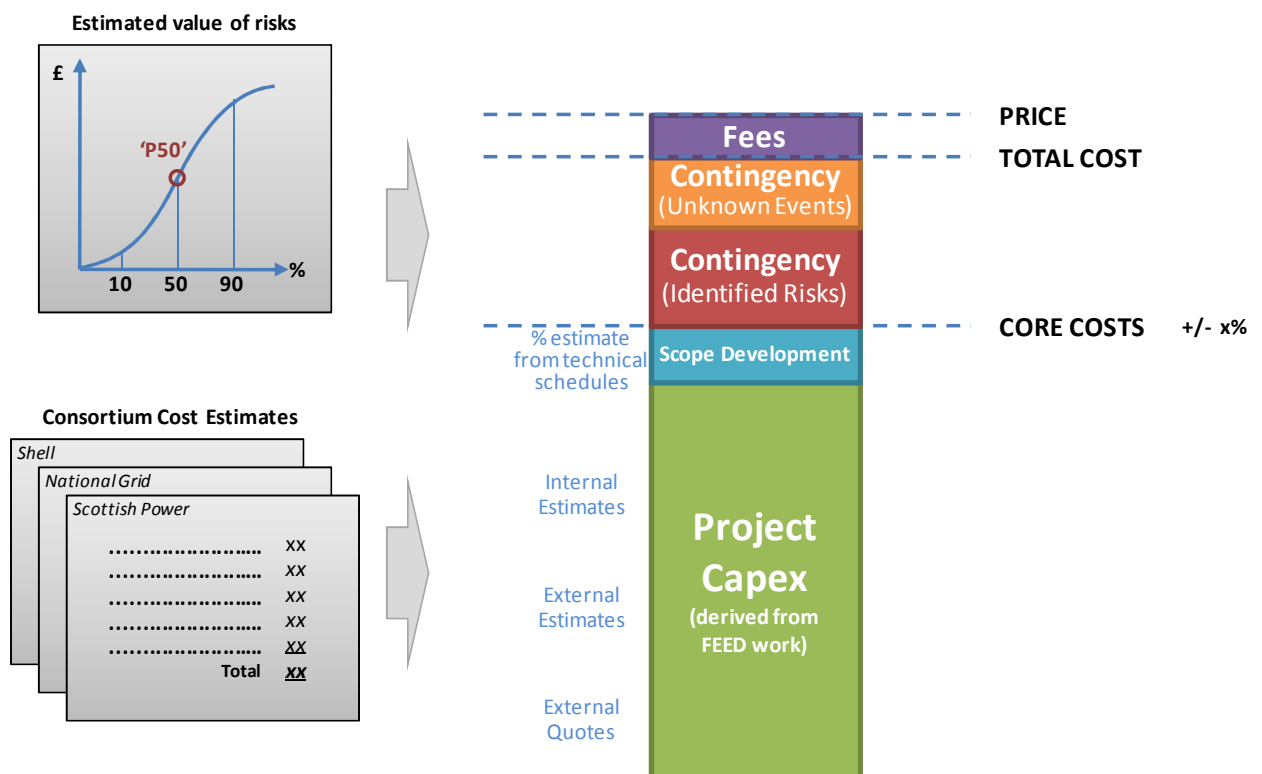 Estimated value of risks
£
'P50'
%
10 50 90
Consortium Cost Estimates
Shell
National Grid
Scottish Power
........................ xx
........................ xx
........................ xx
........................ xx
........................ xx
Total xx
% estimate
from technical
schedules
Internal
Estimates
External
Estimates
External
Quotes
Fees
Contingency
(Unknown Events)
Contingency
(Identified Risks)
Scope Development
Project
Capex
(derived from
FEED work)
PRICE
TOTAL COST
CORE COSTS +/- x%